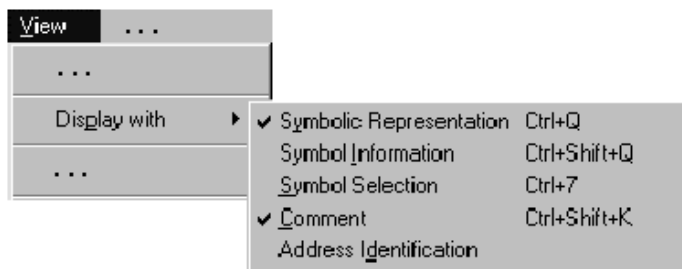 View ...
...
Display with
...
Symbolic Representation Ctrl+Q
Symbol Information Ctrl+Shift+Q
Symbol Selection Ctrl+7
Comment Ctrl+Shift+K
Address Identification